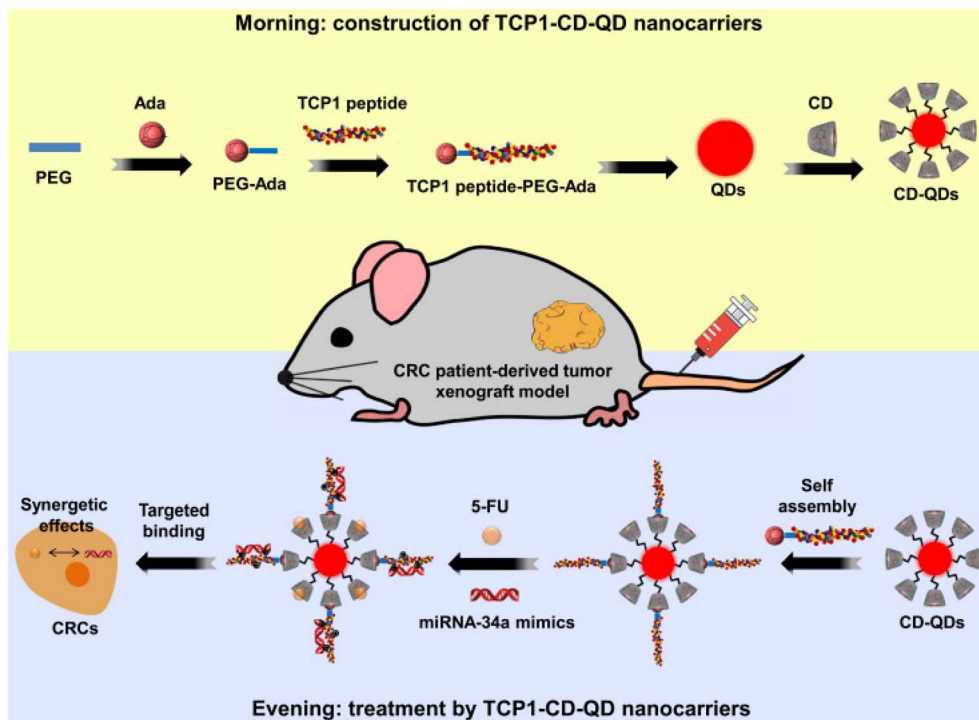 Morning: construction of TCP1-CD-QD nanocarriers
Ada
TCP1 peptide
CD
PEG
PEG-Ada
TCP1 peptide-PEG-Ada
QDs
CD-QDs
CRC patient-derived tumor
xenograft model
Synergetic
effects
Targeted
binding
5-FU
Self
assembly
miRNA-34a mimics
CRCs
CD-QDs
Evening: treatment by TCP1-CD-QD nanocarriers